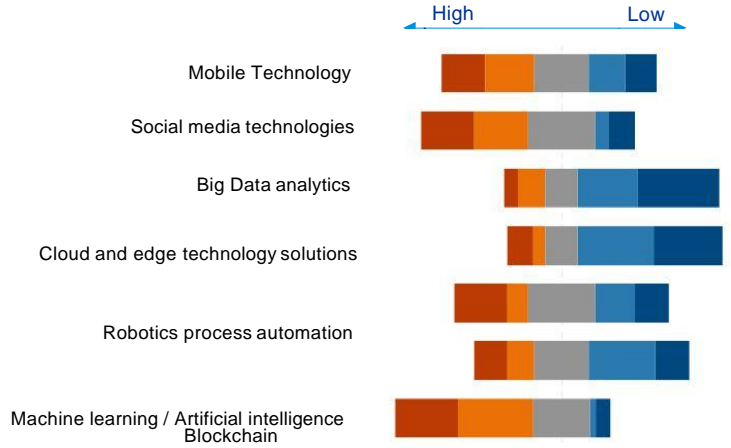 High Low
Mobile Technology
Social media technologies
Big Data analytics
Cloud and edge technology solutions
Robotics process automation
Machine learning / Artificial intelligence
Blockchain